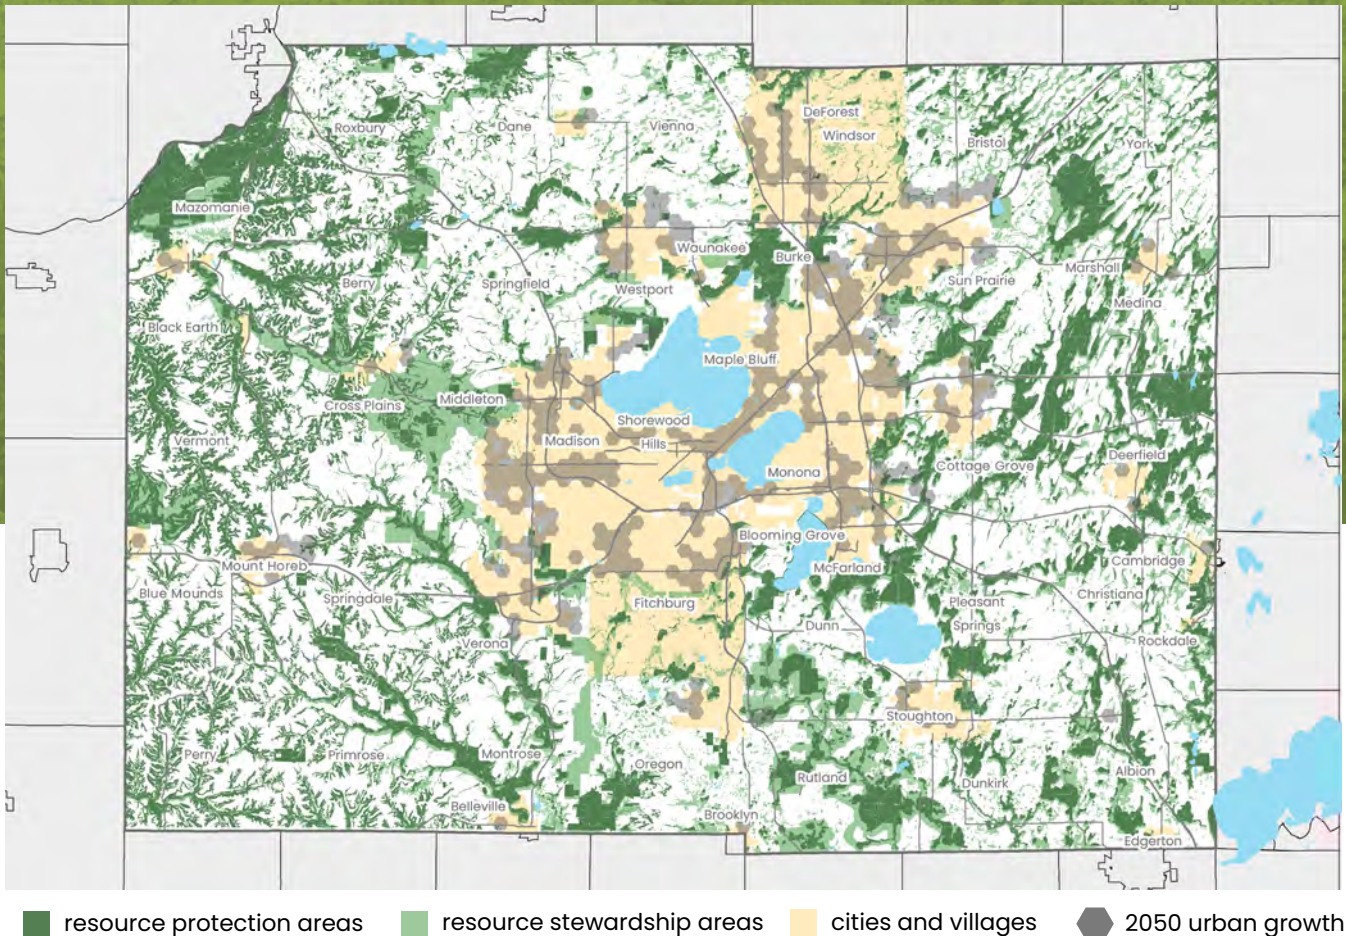 DeForest
Windsor
Roxbury
Dane
Vienna
Bristol
York
Mazomanie
Waunakee
Burke
Marshall
Berry
Springfield
Westport
Sun Prairie
Medina
Black Earth
Maple Bluff
Cross Plains
Middleton
Shorewood
Hills
Vermont
Madison
Monona
Cottage Grove
Deerfield
Blooming Grove
Mount Horeb
McFarland
Cambridge
Blue Mounds
Springdale
Fitchburg
Pleasant
Springs
Christiana
Verona
Dunn
Rockdale
Stoughton
Perry
Primrose
Montrose
Oregon
Rutland
Dunkirk
Albion
Belleville
Brooklyn
Edgerton
resource protection areas
resource stewardship areas
cities and villages
2050 urban growth